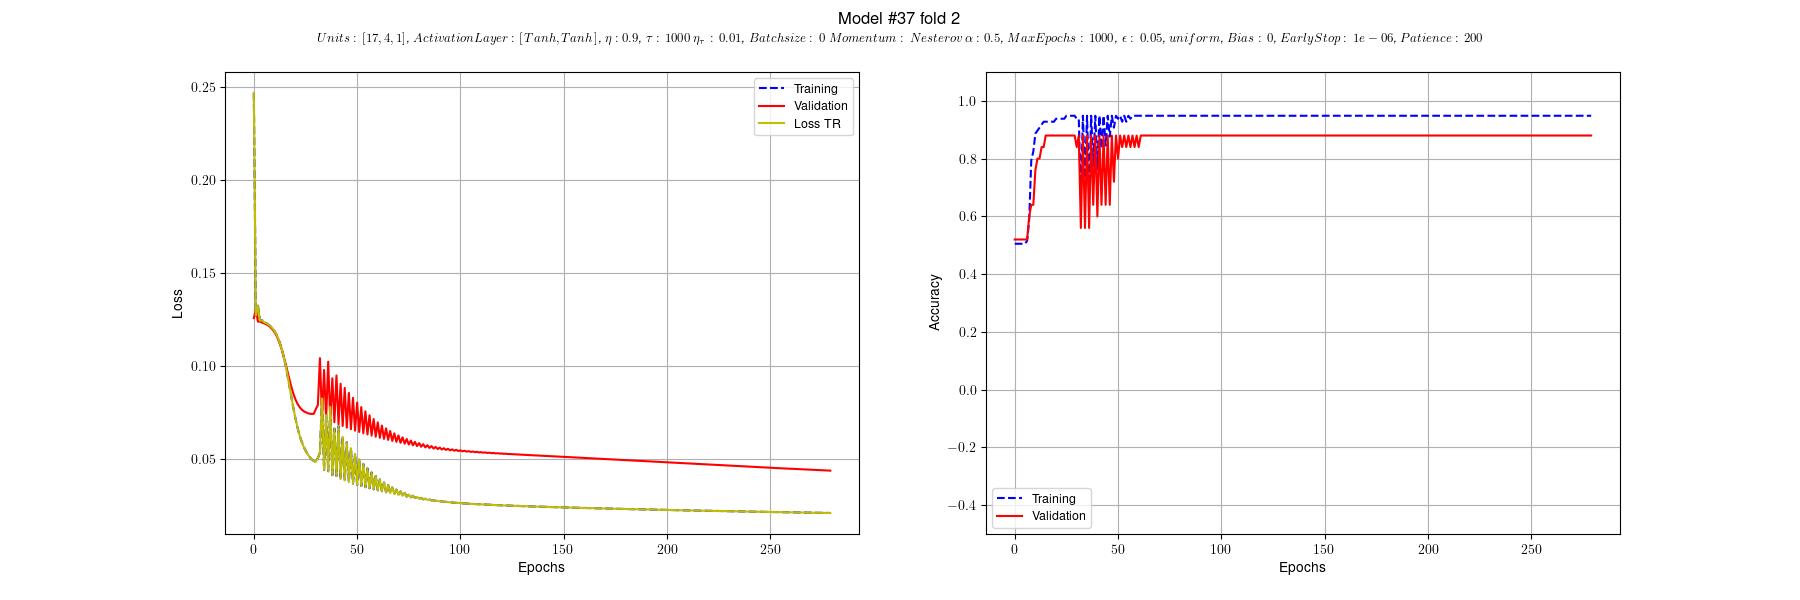 Model #37 fold 2
Units : [17, 4, 1], ActivationLayer : [Tanh, Tanh], η : 0.9, τ : 1000 ητ : 0.01, Batchsize : 0 Momentum : Nesterov α : 0.5, MaxEpochs : 1000, ϵ : 0.05, uniform, Bias : 0, EarlyStop : 1e − 06, Patience : 200
0.25
0.20
0.15
0.10
0.05
Loss
0 50 100 150 200 250
Epochs
Training
Validation
Loss TR
1.0
0.8
0.6
0.4
0.2
0.0
−0.2
−0.4
Accuracy
0 50 100 150 200 250
Epochs
Training
Validation